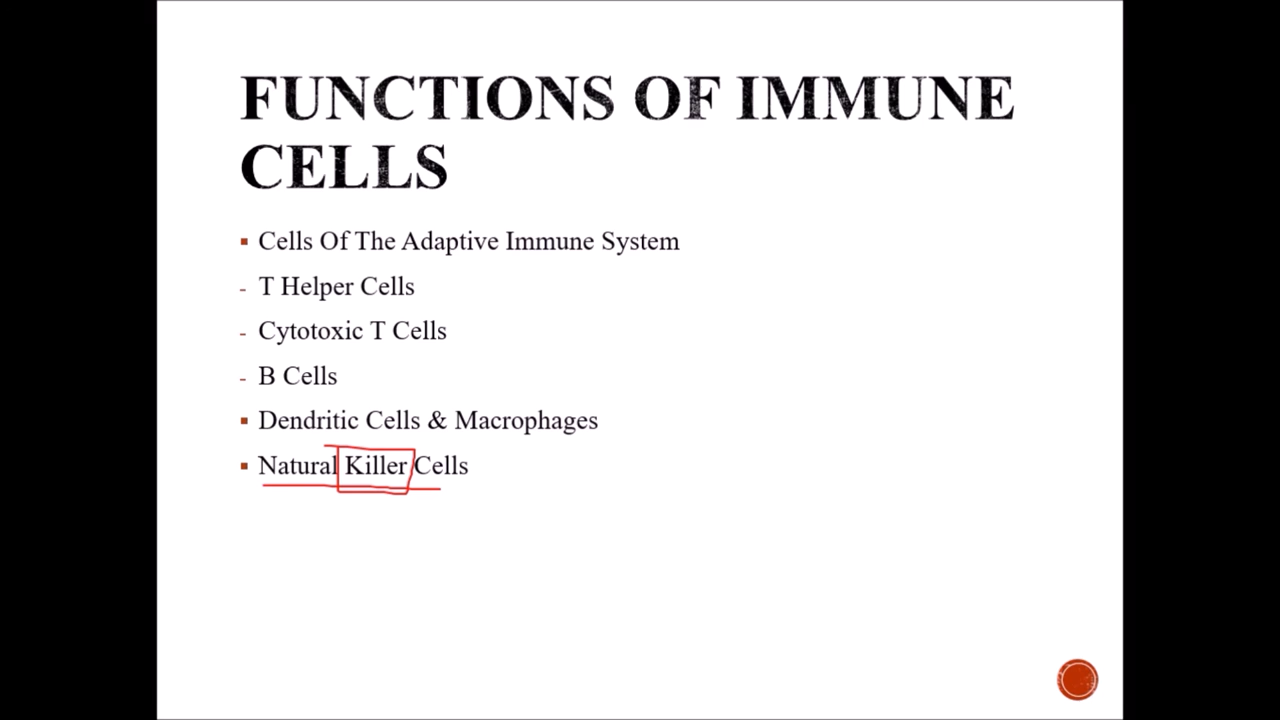 FUNCTIONS OF IMMUNE
CELLS
▪ Cells Of The Adaptive Immune System
- T Helper Cells
- Cytotoxic T Cells
- B Cells
▪ Dendritic Cells & Macrophages
▪ Natural Killer Cells